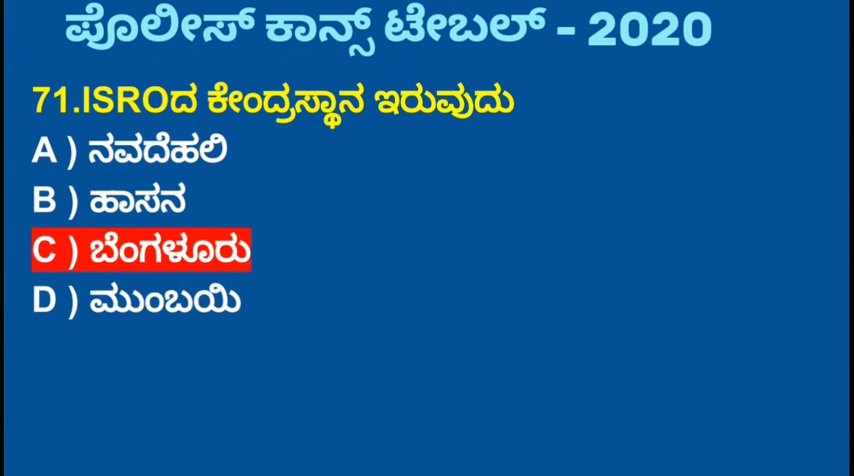 ಪೊಲೀಸ್ ಕಾನ್ಸ್ ಟೇಬಲ್ - 2020
71.ISROದ ಕೇಂದ್ರಸ್ಥಾನ ಇರುವುದು
A ) ನವದೆಹಲಿ
B ) ಹಾಸನ
C ) ಬೆಂಗಳೂರು
D ) ಮುಂಬಯಿ